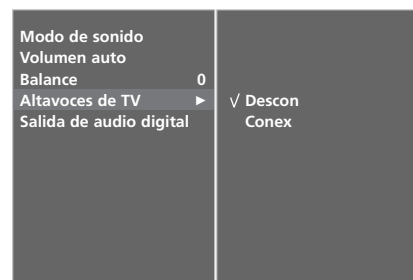 Modo de sonido
Volumen auto
Balance 0
Altavoces de TV ► √ Descon
Conex
Salida de audio digital